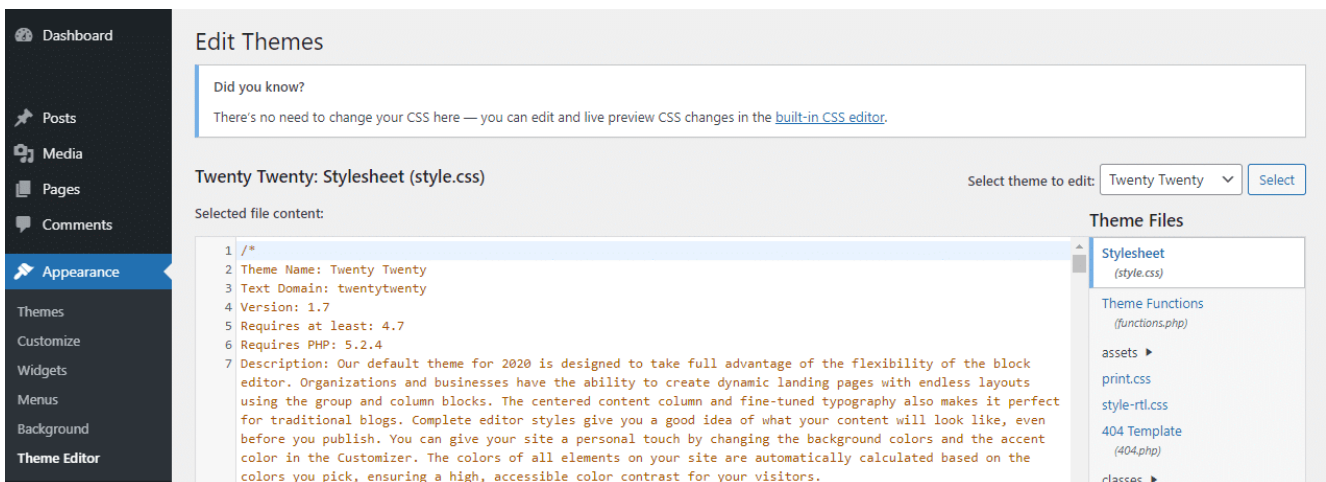 Dashboard
Posts
Media
Pages
Comments
Appearance
Themes
Customize
Widgets
Menus
Background
Theme Editor
Edit Themes
Did you know?
There's no need to change your CSS here — you can edit and live preview CSS changes in the built-in CSS editor.
Twenty Twenty: Stylesheet (style.css)
Select theme to edit: Twenty Twenty Select
Selected file content:
1 /*
2 Theme Name: Twenty Twenty
3 Text Domain: twentytwenty
4 Version: 1.7
5 Requires at least: 4.7
6 Requires PHP: 5.2.4
7 Description: Our default theme for 2020 is designed to take full advantage of the flexibility of the block
editor. Organizations and businesses have the ability to create dynamic landing pages with endless layouts
using the group and column blocks. The centered content column and fine-tuned typography also makes it perfect
for traditional blogs. Complete editor styles give you a good idea of what your content will look like, even
before you publish. You can give your site a personal touch by changing the background colors and the accent
color in the Customizer. The colors of all elements on your site are automatically calculated based on the
colors you pick, ensuring a high, accessible color contrast for your visitors.
Theme Files
Stylesheet
(style.css)
Theme Functions
(functions.php)
assets
print.css
style-rtl.css
404 Template
(404.php)
classes